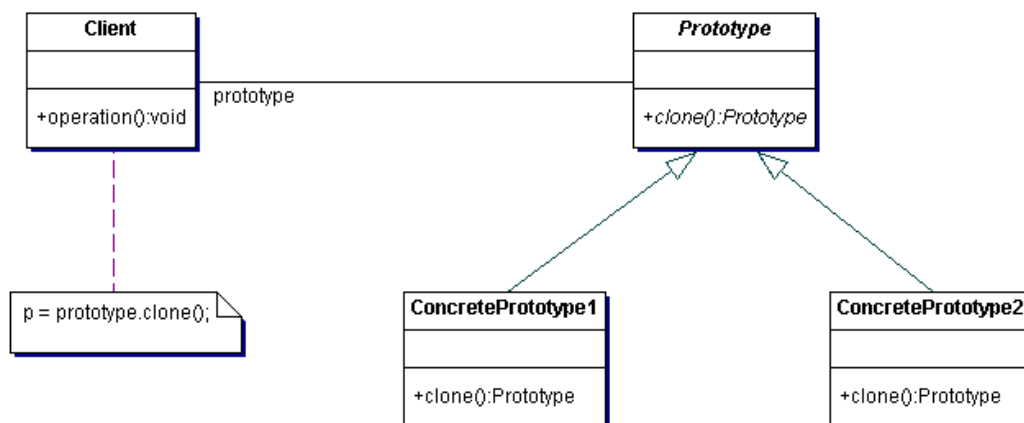 Client
Prototype
prototype
+operation():void
+clone():Prototype
p = prototype.clone();
ConcretePrototype1
ConcretePrototype2
+clone():Prototype
+clone():Prototype